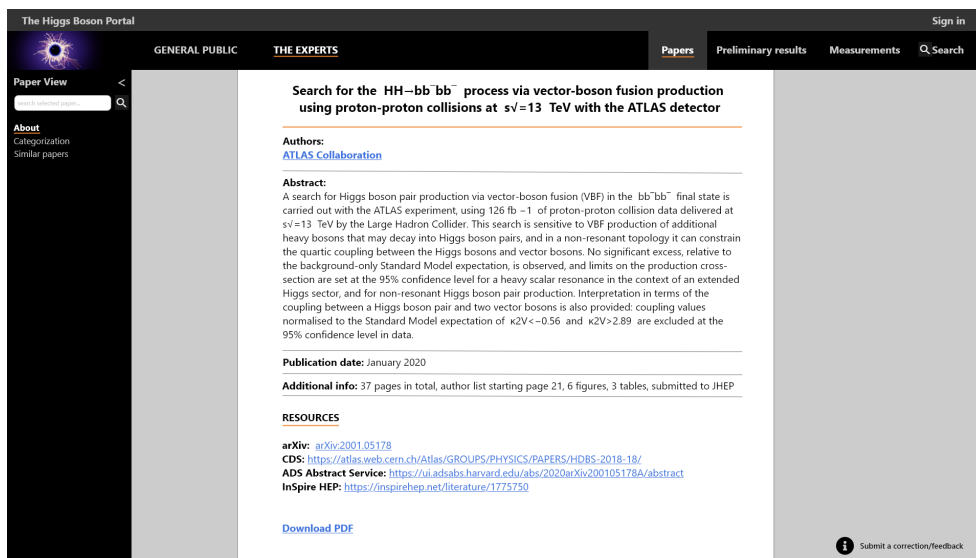 The Higgs Boson Portal
Sign in
GENERAL PUBLIC
THE EXPERTS
Papers
Preliminary results
Measurements
Search
Paper View
<
search selected paper...
About
Categorization
Similar papers
Search for the HH→bb¯bb¯ process via vector-boson fusion production
using proton-proton collisions at s√=13 TeV with the ATLAS detector
Authors:
ATLAS Collaboration
Abstract:
A search for Higgs boson pair production via vector-boson fusion (VBF) in the bb¯bb¯ final state is
carried out with the ATLAS experiment, using 126 fb −1 of proton-proton collision data delivered at
s√=13 TeV by the Large Hadron Collider. This search is sensitive to VBF production of additional
heavy bosons that may decay into Higgs boson pairs, and in a non-resonant topology it can constrain
the quartic coupling between the Higgs bosons and vector bosons. No significant excess, relative to
the background-only Standard Model expectation, is observed, and limits on the production cross-
section are set at the 95% confidence level for a heavy scalar resonance in the context of an extended
Higgs sector, and for non-resonant Higgs boson pair production. Interpretation in terms of the
coupling between a Higgs boson pair and two vector bosons is also provided: coupling values
normalised to the Standard Model expectation of κ2V<−0.56 and κ2V>2.89 are excluded at the
95% confidence level in data.
Publication date: January 2020
Additional info: 37 pages in total, author list starting page 21, 6 figures, 3 tables, submitted to JHEP
RESOURCES
arXiv: arXiv:2001.05178
CDS: https://atlas.web.cern.ch/Atlas/GROUPS/PHYSICS/PAPERS/HDBS-2018-18/
ADS Abstract Service: https://ui.adsabs.harvard.edu/abs/2020arXiv200105178A/abstract
InSpire HEP: https://inspirehep.net/literature/1775750
Download PDF
Submit a correction/feedback